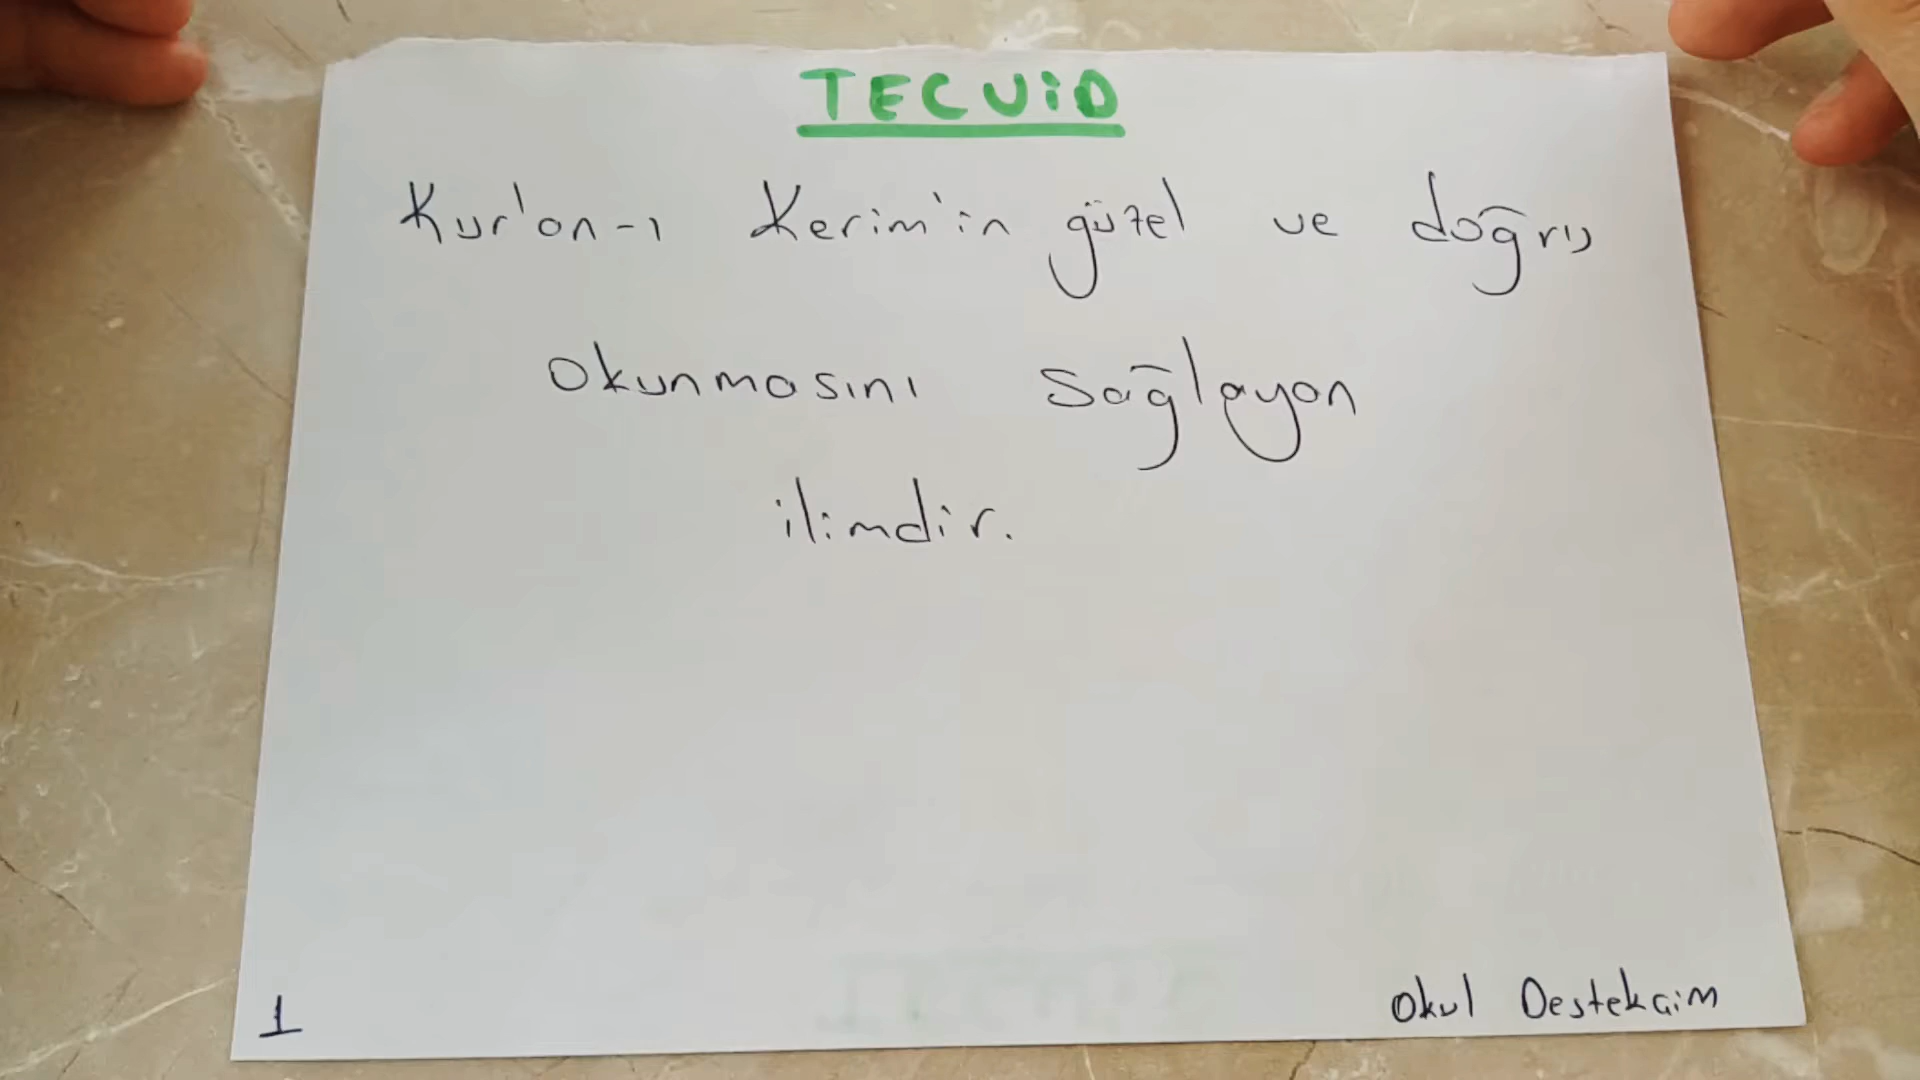 TECVİD
Kur'an-ı Kerim'in güzel ve doğru
okunmasını sağlayan
ilimdir.
1
Okul Destekçim